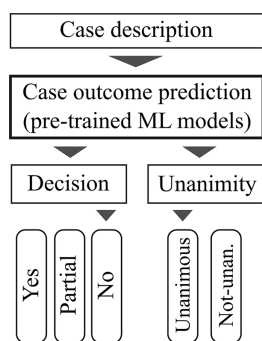 Case description
Case outcome prediction
(pre-trained ML models)
Decision
Unanimity
Yes
Partial
No
Unanimous
Not-unan.